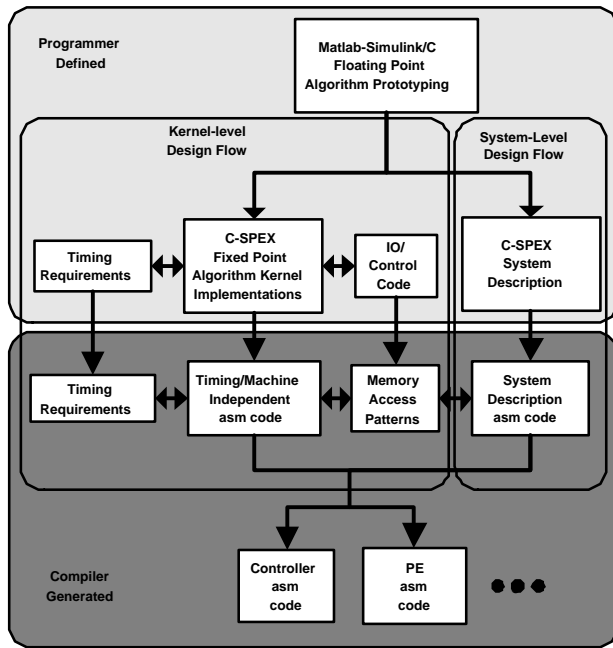 Programmer
Defined
Matlab-Simulink/C
Floating Point
Algorithm Prototyping
Kernel-level
Design Flow
System-Level
Design Flow
Timing
Requirements
C-SPEX
Fixed Point
Algorithm Kernel
Implementations
IO/
Control
Code
C-SPEX
System
Description
Timing
Requirements
Timing/Machine
Independent
asm code
Memory
Access
Patterns
System
Description
asm code
Compiler
Generated
Controller
asm
code
PE
asm
code